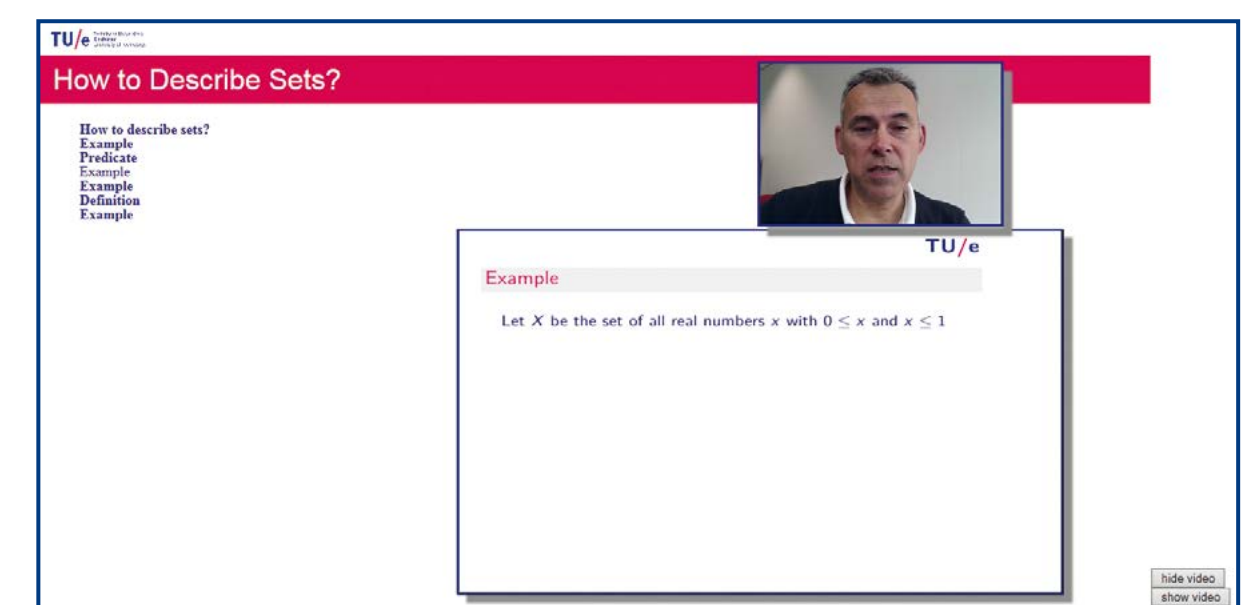 TU/e
How to Describe Sets?
How to describe sets?
Example
Predicate
Example
Example
Definition
Example
TU/e
Example
Let X be the set of all real numbers x with 0 ≤ x and x ≤ 1
hide video
show video